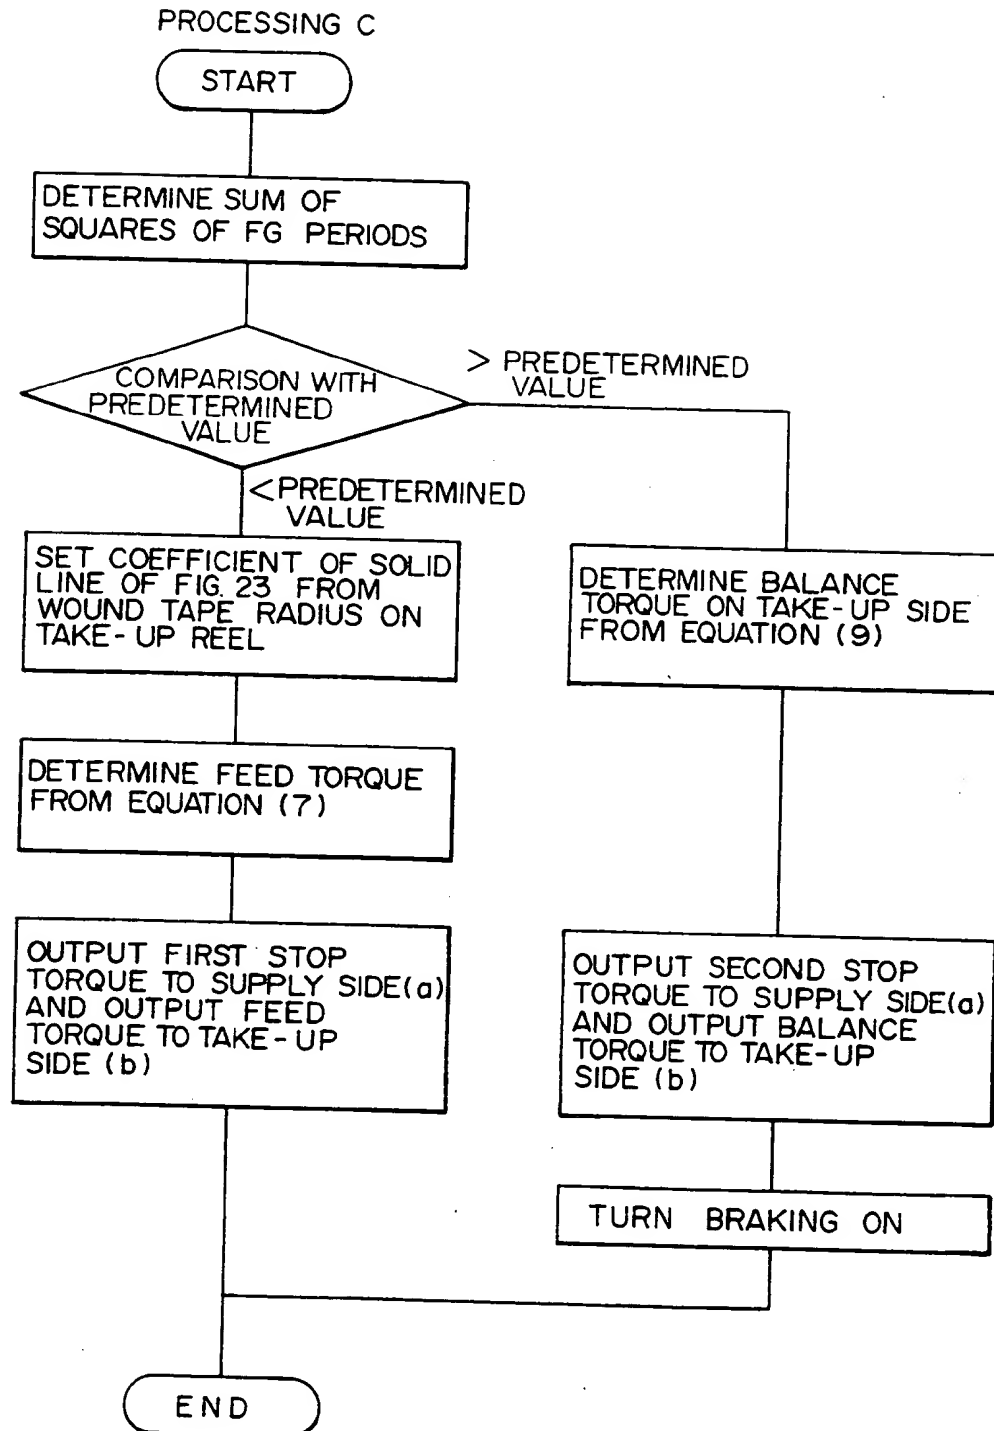 PROCESSING C
START
DETERMINE SUM OF
SQUARES OF FG PERIODS
COMPARISON WITH
PREDETERMINED
VALUE
> PREDETERMINED
VALUE
< PREDETERMINED
VALUE
SET COEFFICIENT OF SOLID
LINE OF FIG. 23 FROM
WOUND TAPE RADIUS ON
TAKE-UP REEL
DETERMINE FEED TORQUE
FROM EQUATION (7)
OUTPUT FIRST STOP
TORQUE TO SUPPLY SIDE(a)
AND OUTPUT FEED
TORQUE TO TAKE-UP
SIDE (b)
DETERMINE BALANCE
TORQUE ON TAKE-UP SIDE
FROM EQUATION (9)
OUTPUT SECOND STOP
TORQUE TO SUPPLY SIDE(a)
AND OUTPUT BALANCE
TORQUE TO TAKE-UP
SIDE (b)
TURN BRAKING ON
END